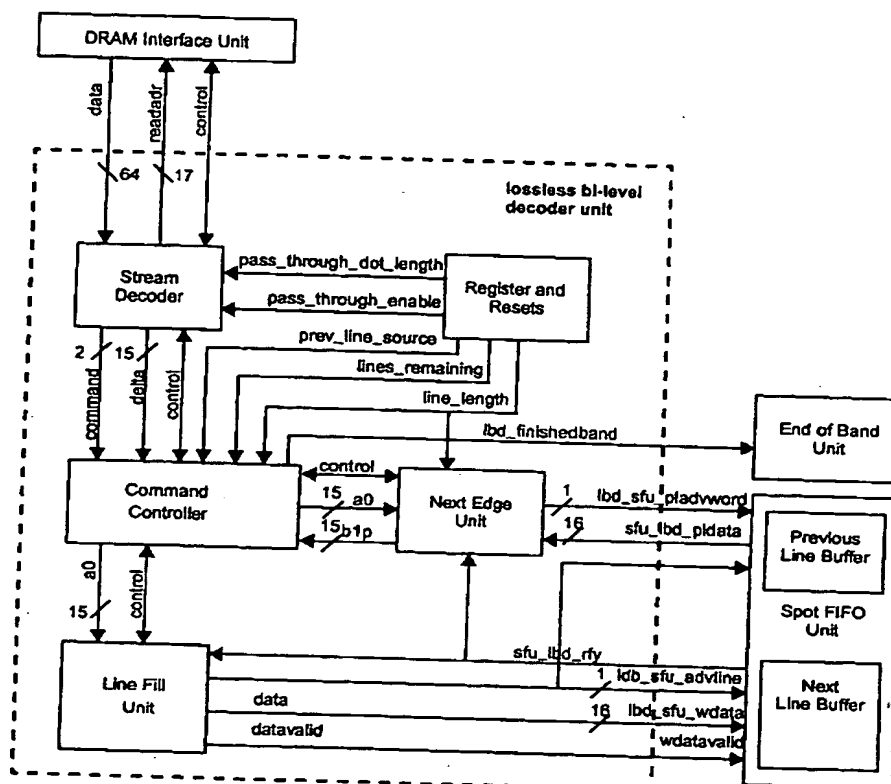 DRAM Interface Unit
data
readadr
control
64
17
lossless bi-level
decoder unit
Stream
Decoder
pass_through_dot_length
pass_through_enable
Register and
Resets
prev_line_source
lines_remaining
line_length
2
15
command
delta
control
lbd_finishedband
End of Band
Unit
Command
Controller
control
15
a0
15
b1p
Next Edge
Unit
1
lbd_sfu_pladvword
16
sfu_lbd_pldata
Previous
Line Buffer
Spot FIFO
Unit
a0
15
control
sfu_lbd_rfy
Line Fill
Unit
1
ldb_sfu_advline
data
16
lbd_sfu_wdata
datavalid
wdatavalid
Next
Line Buffer